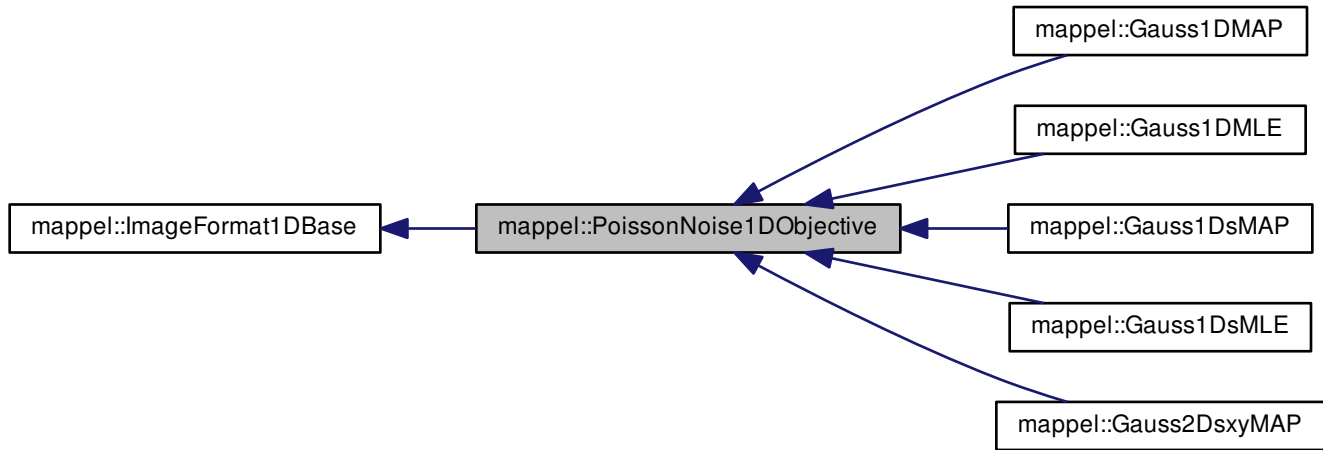 mappel::Gauss1DMAP
mappel::Gauss1DMLE
mappel::ImageFormat1DBase
mappel::PoissonNoise1DObjective
mappel::Gauss1DsMAP
mappel::Gauss1DsMLE
mappel::Gauss2DsxyMAP